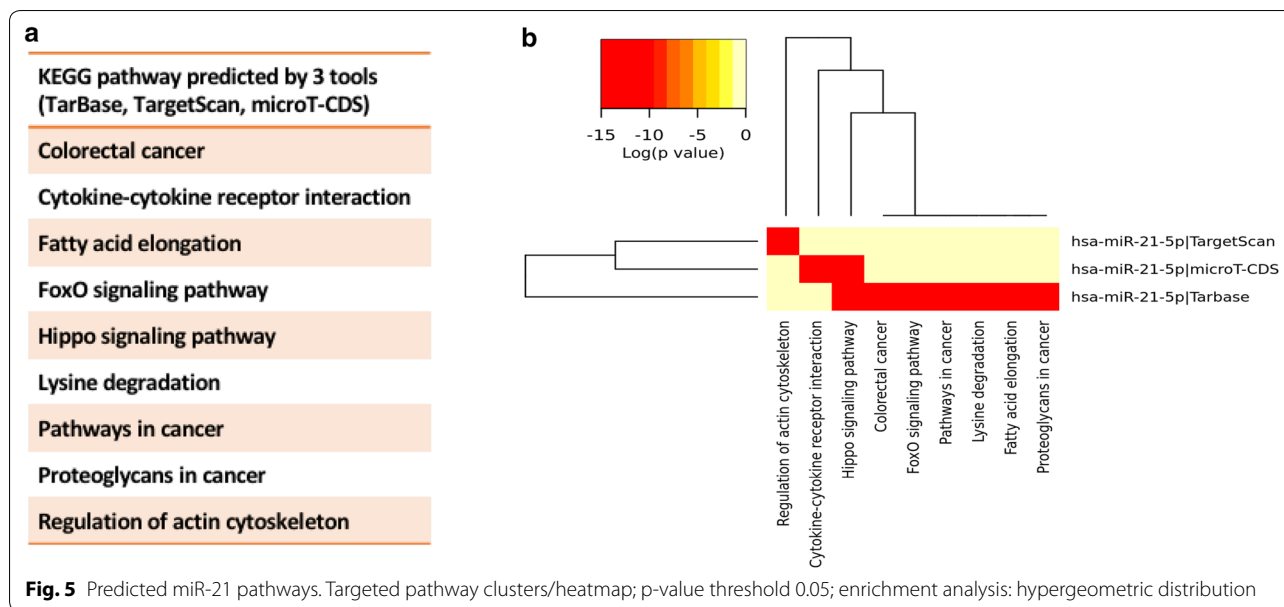 a
KEGG pathway predicted by 3 tools
(TarBase, TargetScan, microT-CDS)
Colorectal cancer
Cytokine-cytokine receptor interaction
Fatty acid elongation
FoxO signaling pathway
Hippo signaling pathway
Lysine degradation
Pathways in cancer
Proteoglycans in cancer
Regulation of actin cytoskeleton
b
-15 -10 -5 0
Log(p value)
hsa-miR-21-5p|TargetScan
hsa-miR-21-5p|microT-CDS
hsa-miR-21-5p|Tarbase
Regulation of actin cytoskeleton
Cytokine-cytokine receptor interaction
Hippo signaling pathway
Colorectal cancer
FoxO signaling pathway
Pathways in cancer
Lysine degradation
Fatty acid elongation
Proteoglycans in cancer
Fig. 5 Predicted miR-21 pathways. Targeted pathway clusters/heatmap; p-value threshold 0.05; enrichment analysis: hypergeometric distribution